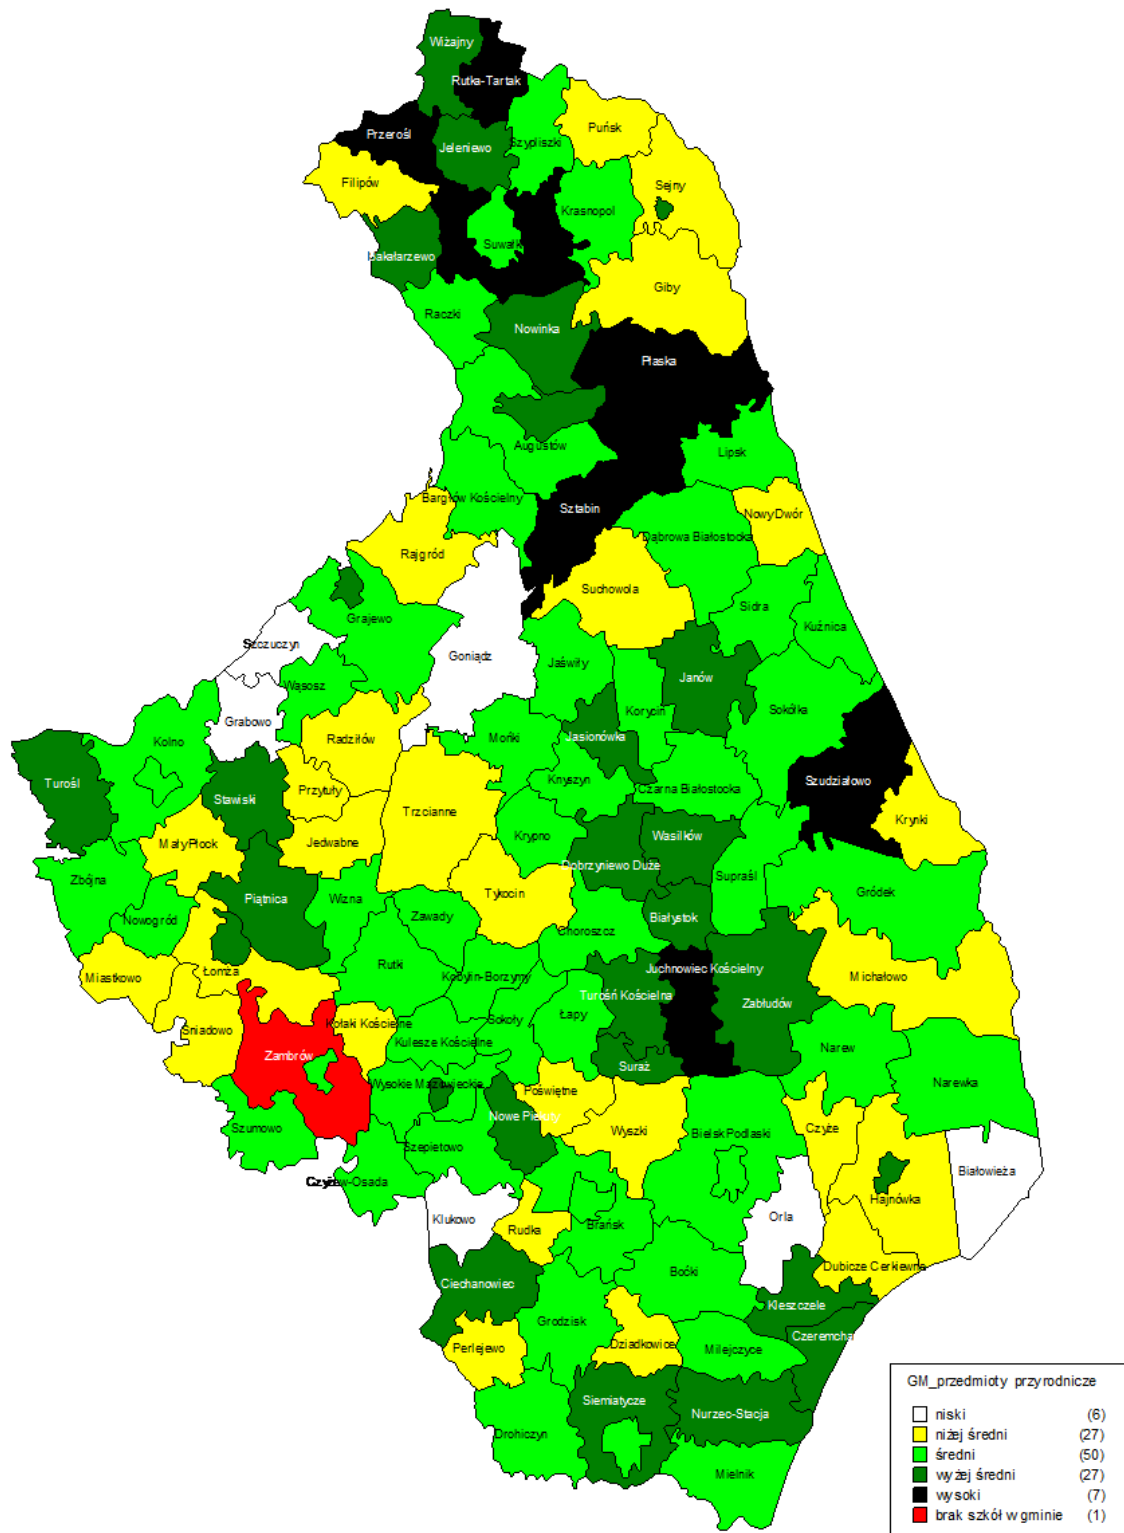 Wiżajny
Rutka-Tartak
Puńsk
Przerośl
Szypliszki
Jeleniewo
Filipów
Sejny
Krasnopol
Suwałki
Bakałarzewo
Giby
Raczki
Nowinka
Płaska
Augustów
Lipsk
Bargłów Kościelny
Sztabin
Nowy Dwór
Dąbrowa Białostocka
Rajgród
Suchowola
Sidra
Grajewo
Kuźnica
Szczuczyn
Goniądz
Jaświły
Janów
Wąsosz
Korycin
Sokółka
Grabowo
Radziłów
Mońki
Jasionówka
Kolno
Turośl
Knyszyn
Szudziałowo
Przytuły
Czarna Białostocka
Stawiski
Trzcianne
Krynki
Mały Płock
Jedwabne
Krypno
Wasilków
Dobrzyniewo Duże
Supraśl
Zbójna
Gródek
Piątnica
Wizna
Tykocin
Nowogród
Zawady
Białystok
Choroszcz
Rutki
Łomża
Miastkowo
Kobylin-Borzymy
Juchnowiec Kościelny
Michałowo
Turośń Kościelna
Zabłudów
Śniadowo
Kołaki Kościelne
Sokoły
Łapy
Kulesze Kościelne
Narew
Zambrów
Suraż
Wysokie Mazowieckie
Narewka
Poświętne
Nowe Piekuty
Szumowo
Wyszki
Bielsk Podlaski
Czyże
Szepietowo
Białowieża
Czyżew-Osada
Hajnówka
Klukowo
Rudka
Brańsk
Orla
Dubicze Cerkiewne
Ciechanowiec
Boćki
Kleszczele
Grodzisk
Czeremcha
Perlejewo
Dziadkowice
Milejczyce
Siemiatycze
Nurzec-Stacja
Drohiczyn
Mielnik
GM_przedmioty przyrodnicze
niski (6)
niżej średni (27)
średni (50)
wyżej średni (27)
wysoki (7)
brak szkół w gminie (1)